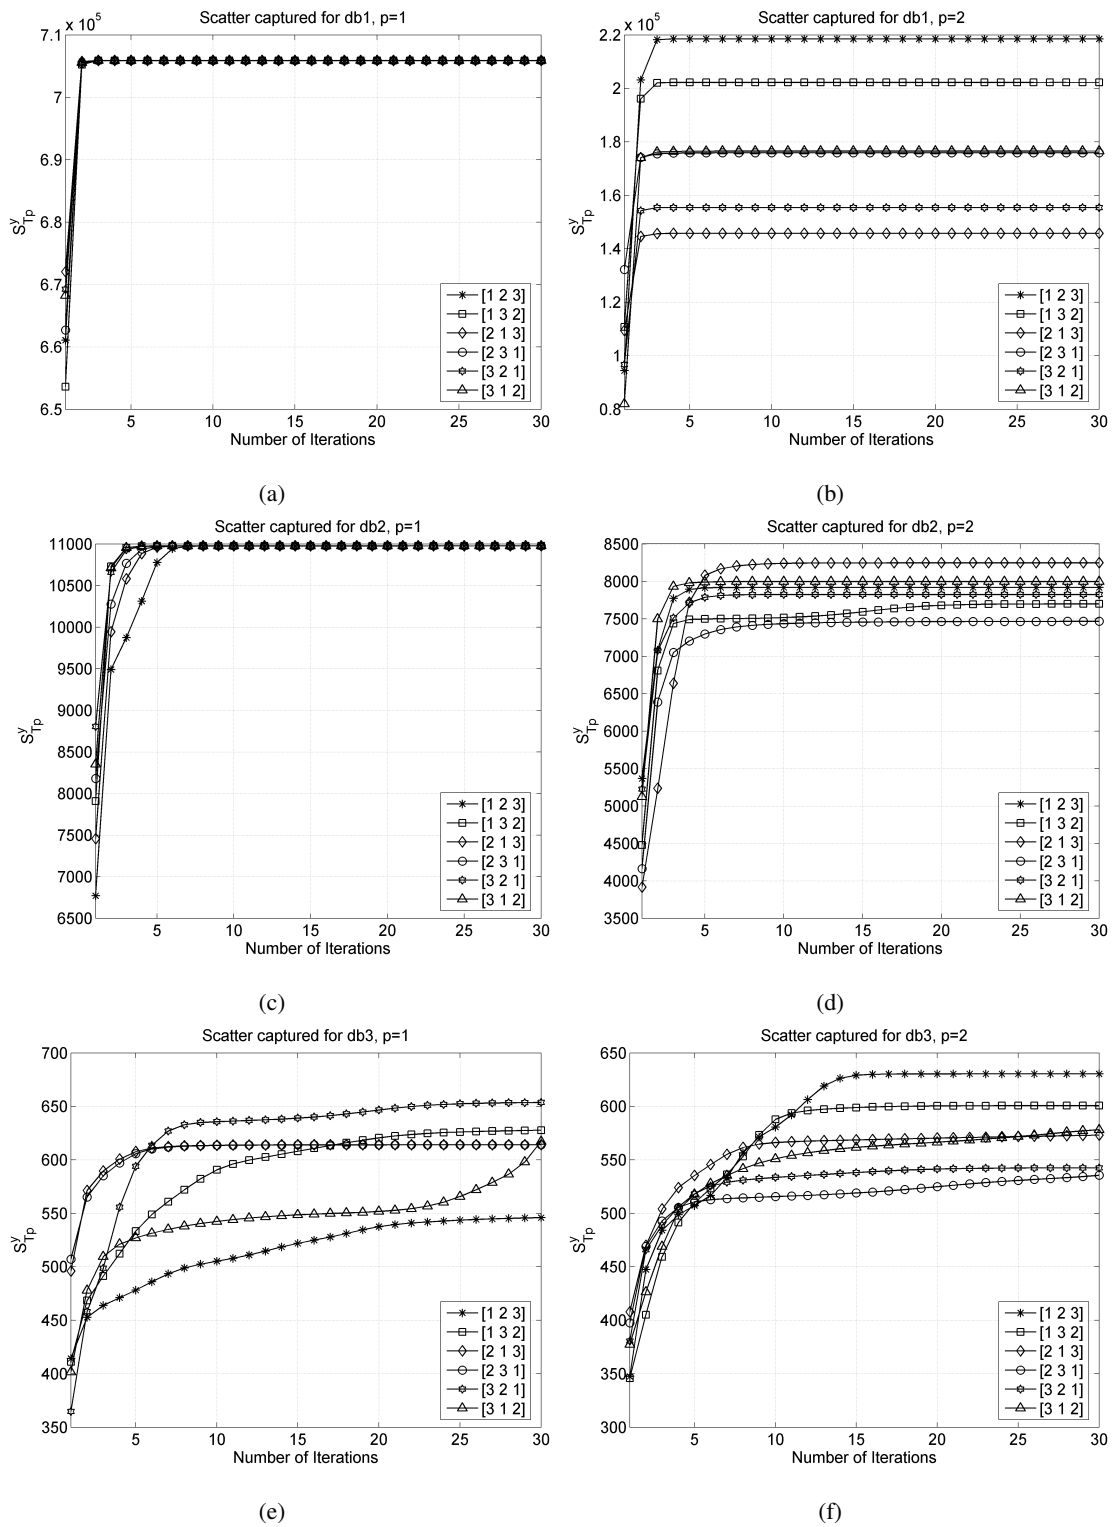 Scatter captured for db1, p=1
x 10^5
7.1
7
6.9
6.8
6.7
6.6
6.5
S^y_Tp
5 10 15 20 25 30
Number of Iterations
[1 2 3]
[1 3 2]
[2 1 3]
[2 3 1]
[3 2 1]
[3 1 2]
(a)
Scatter captured for db1, p=2
x 10^5
2.2
2
1.8
1.6
1.4
1.2
1
0.8
S^y_Tp
5 10 15 20 25 30
Number of Iterations
[1 2 3]
[1 3 2]
[2 1 3]
[2 3 1]
[3 2 1]
[3 1 2]
(b)
Scatter captured for db2, p=1
11000
10500
10000
9500
9000
8500
8000
7500
7000
6500
S^y_Tp
5 10 15 20 25 30
Number of Iterations
[1 2 3]
[1 3 2]
[2 1 3]
[2 3 1]
[3 2 1]
[3 1 2]
(c)
Scatter captured for db2, p=2
8500
8000
7500
7000
6500
6000
5500
5000
4500
4000
3500
S^y_Tp
5 10 15 20 25 30
Number of Iterations
[1 2 3]
[1 3 2]
[2 1 3]
[2 3 1]
[3 2 1]
[3 1 2]
(d)
Scatter captured for db3, p=1
700
650
600
550
500
450
400
350
S^y_Tp
5 10 15 20 25 30
Number of Iterations
[1 2 3]
[1 3 2]
[2 1 3]
[2 3 1]
[3 2 1]
[3 1 2]
(e)
Scatter captured for db3, p=2
650
600
550
500
450
400
350
300
S^y_Tp
5 10 15 20 25 30
Number of Iterations
[1 2 3]
[1 3 2]
[2 1 3]
[2 3 1]
[3 2 1]
[3 1 2]
(f)